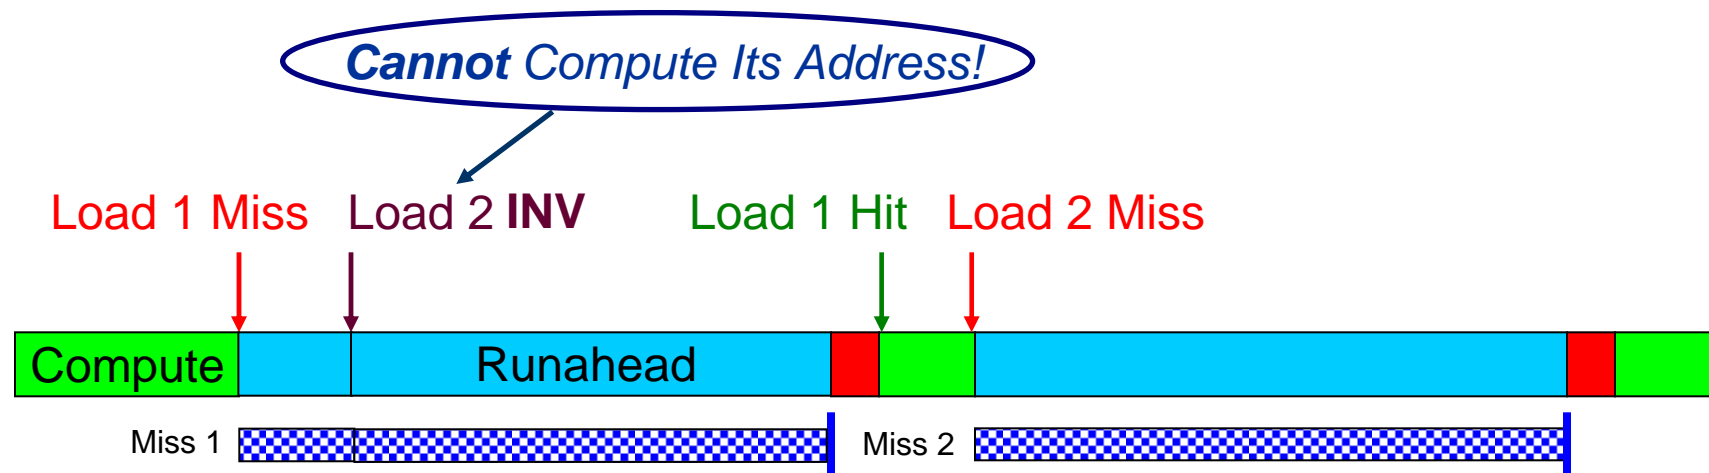 Cannot Compute Its Address!
Load 1 Miss Load 2 INV Load 1 Hit Load 2 Miss
Compute Runahead
Miss 1 Miss 2